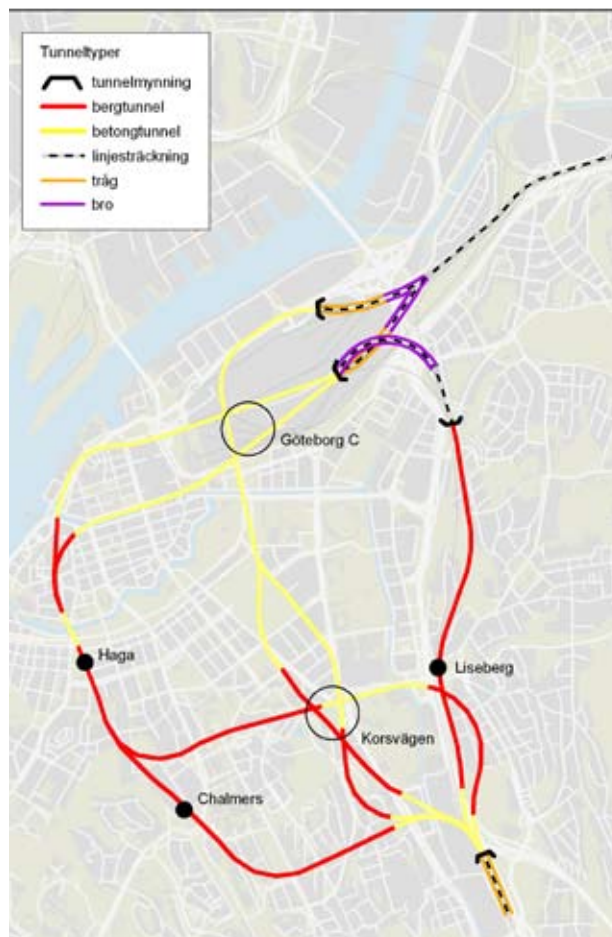 Tunneltyper
tunnelmynning
bergtunnel
betongtunnel
linjesträckning
tråg
bro
Göteborg C
Haga
Liseberg
Korsvägen
Chalmers